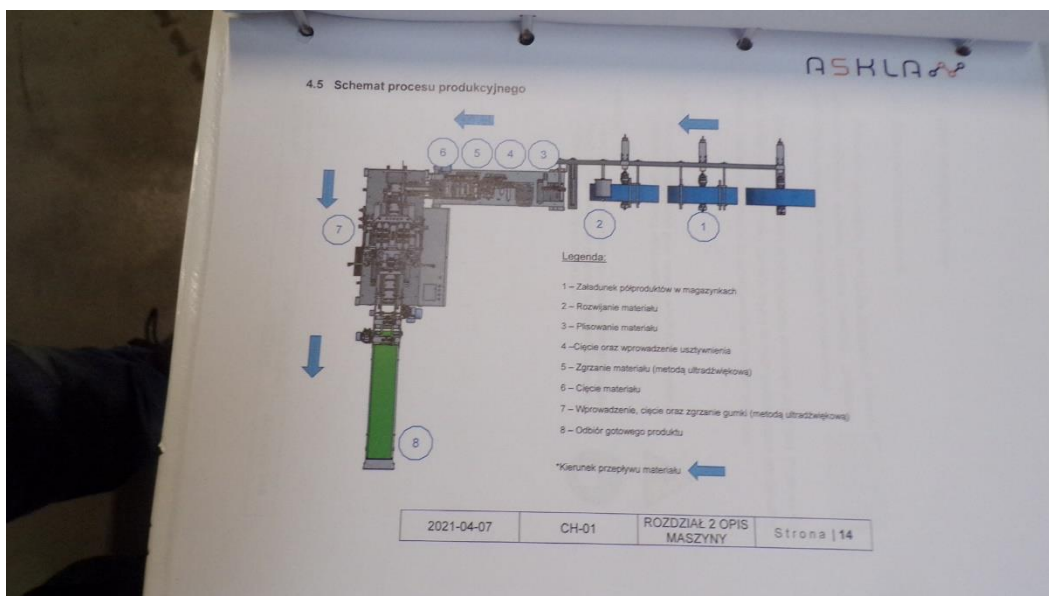 ASKLA
4.5 Schemat procesu produkcyjnego
6 5 4 3
7
2 1
Legenda:
1 – Załadunek półproduktów w magazynkach
2 – Rozwijanie materiału
3 – Plisowanie materiału
4 –Cięcie oraz wprowadzenie usztywnienia
5 – Zgrzanie materiału (metodą ultradźwiękową)
6 – Cięcie materiału
7 – Wprowadzenie, cięcie oraz zgrzanie gumki (metodą ultradźwiękową)
8 – Odbiór gotowego produktu
8
*Kierunek przepływu materiału
2021-04-07 CH-01 ROZDZIAŁ 2 OPIS MASZYNY Strona | 14